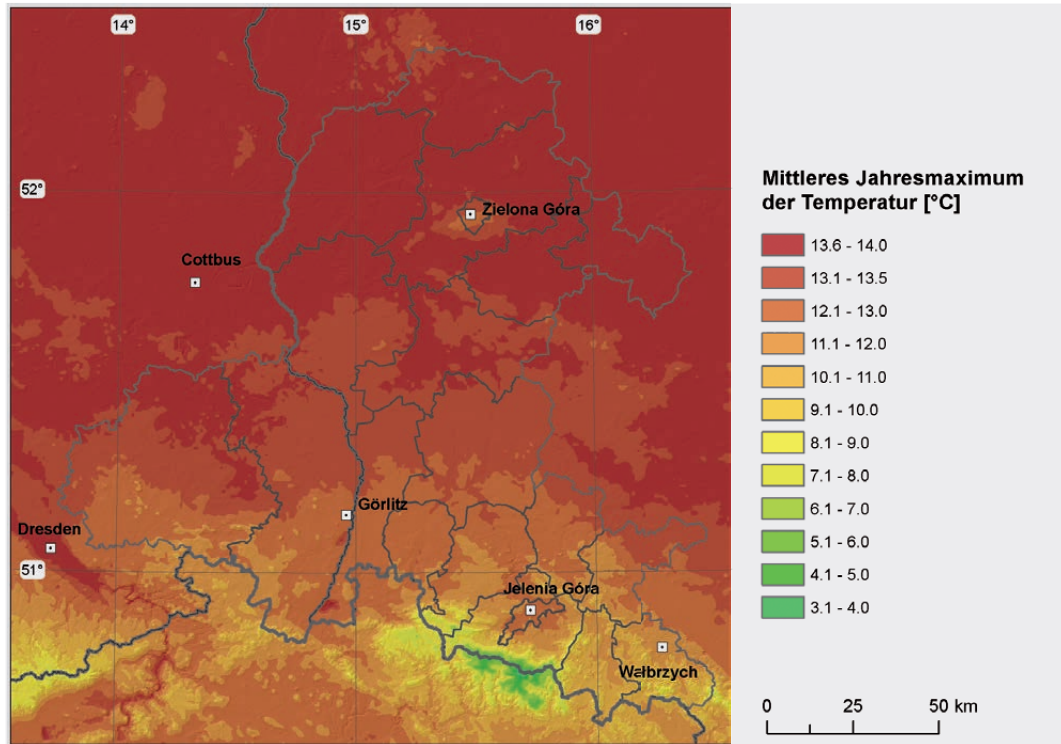 14°
15°
16°
52°
Zielona Góra
Cottbus
Görlitz
Dresden
51°
Jelenia Góra
Wałbrzych
Mittleres Jahresmaximum
der Temperatur [°C]
13.6 - 14.0
13.1 - 13.5
12.1 - 13.0
11.1 - 12.0
10.1 - 11.0
9.1 - 10.0
8.1 - 9.0
7.1 - 8.0
6.1 - 7.0
5.1 - 6.0
4.1 - 5.0
3.1 - 4.0
0 25 50 km